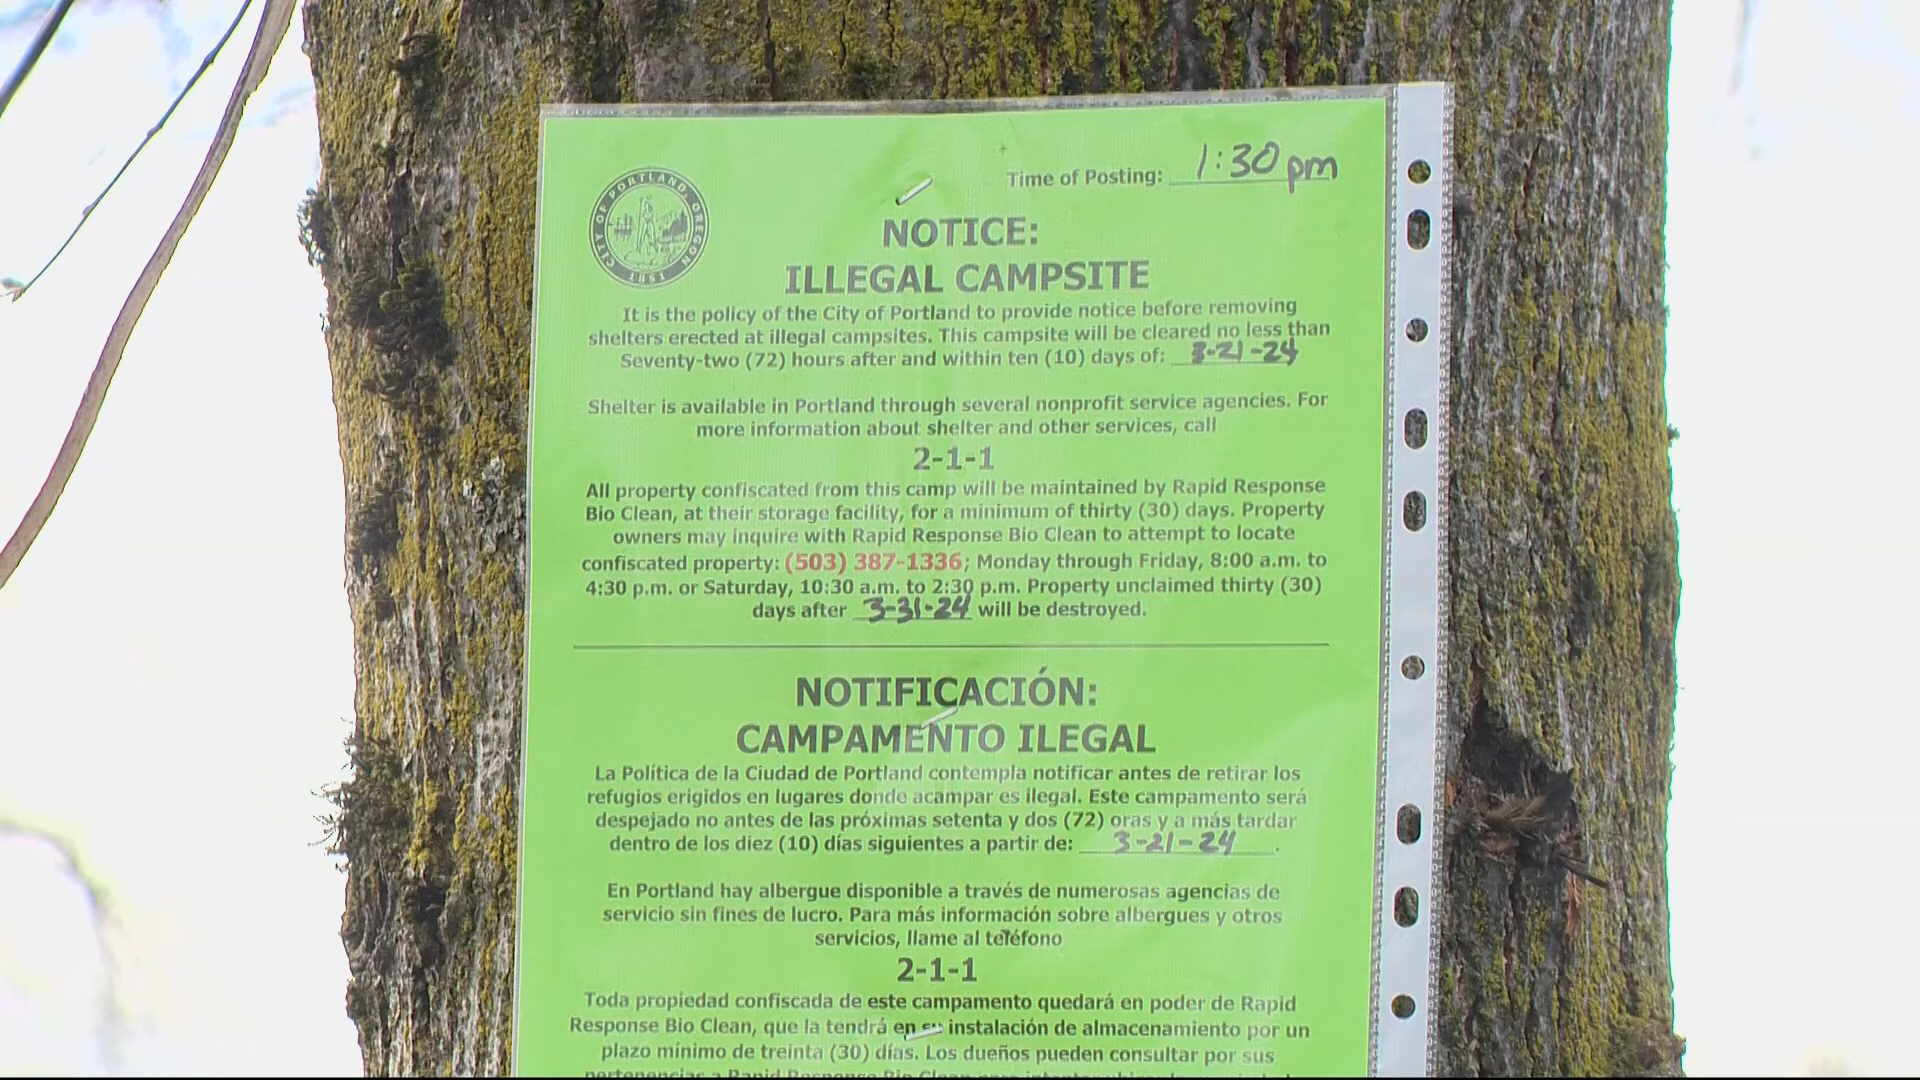 Time of Posting: 1:30 pm
CITY OF PORTLAND, OREGON
1851
NOTICE:
ILLEGAL CAMPSITE
It is the policy of the City of Portland to provide notice before removing
shelters erected at illegal campsites. This campsite will be cleared no less than
Seventy-two (72) hours after and within ten (10) days of: 3-21-24
Shelter is available in Portland through several nonprofit service agencies. For
more information about shelter and other services, call
2-1-1
All property confiscated from this camp will be maintained by Rapid Response
Bio Clean, at their storage facility, for a minimum of thirty (30) days. Property
owners may inquire with Rapid Response Bio Clean to attempt to locate
confiscated property: (503) 387-1336; Monday through Friday, 8:00 a.m. to
4:30 p.m. or Saturday, 10:30 a.m. to 2:30 p.m. Property unclaimed thirty (30)
days after 3-31-24 will be destroyed.
NOTIFICACIÓN:
CAMPAMENTO ILEGAL
La Política de la Ciudad de Portland contempla notificar antes de retirar los
refugios erigidos en lugares donde acampar es ilegal. Este campamento será
despejado no antes de las próximas setenta y dos (72) oras y a más tardar
dentro de los diez (10) días siguientes a partir de: 3-21-24.
En Portland hay albergue disponible a través de numerosas agencias de
servicio sin fines de lucro. Para más información sobre albergues y otros
servicios, llame al teléfono
2-1-1
Toda propiedad confiscada de este campamento quedará en poder de Rapid
Response Bio Clean, que la tendrá en su instalación de almacenamiento por un
plazo mínimo de treinta (30) días. Los dueños pueden consultar por sus
pertenencias a Rapid Response Bio Clean para